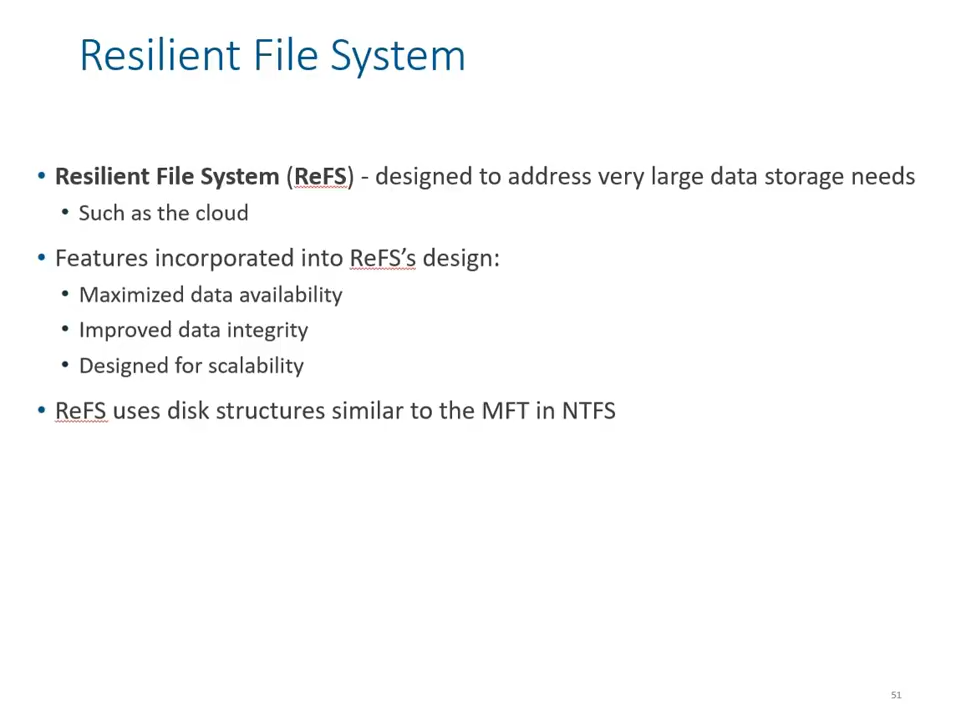 Resilient File System
• Resilient File System (ReFS) - designed to address very large data storage needs
• Such as the cloud
• Features incorporated into ReFS’s design:
• Maximized data availability
• Improved data integrity
• Designed for scalability
• ReFS uses disk structures similar to the MFT in NTFS
51